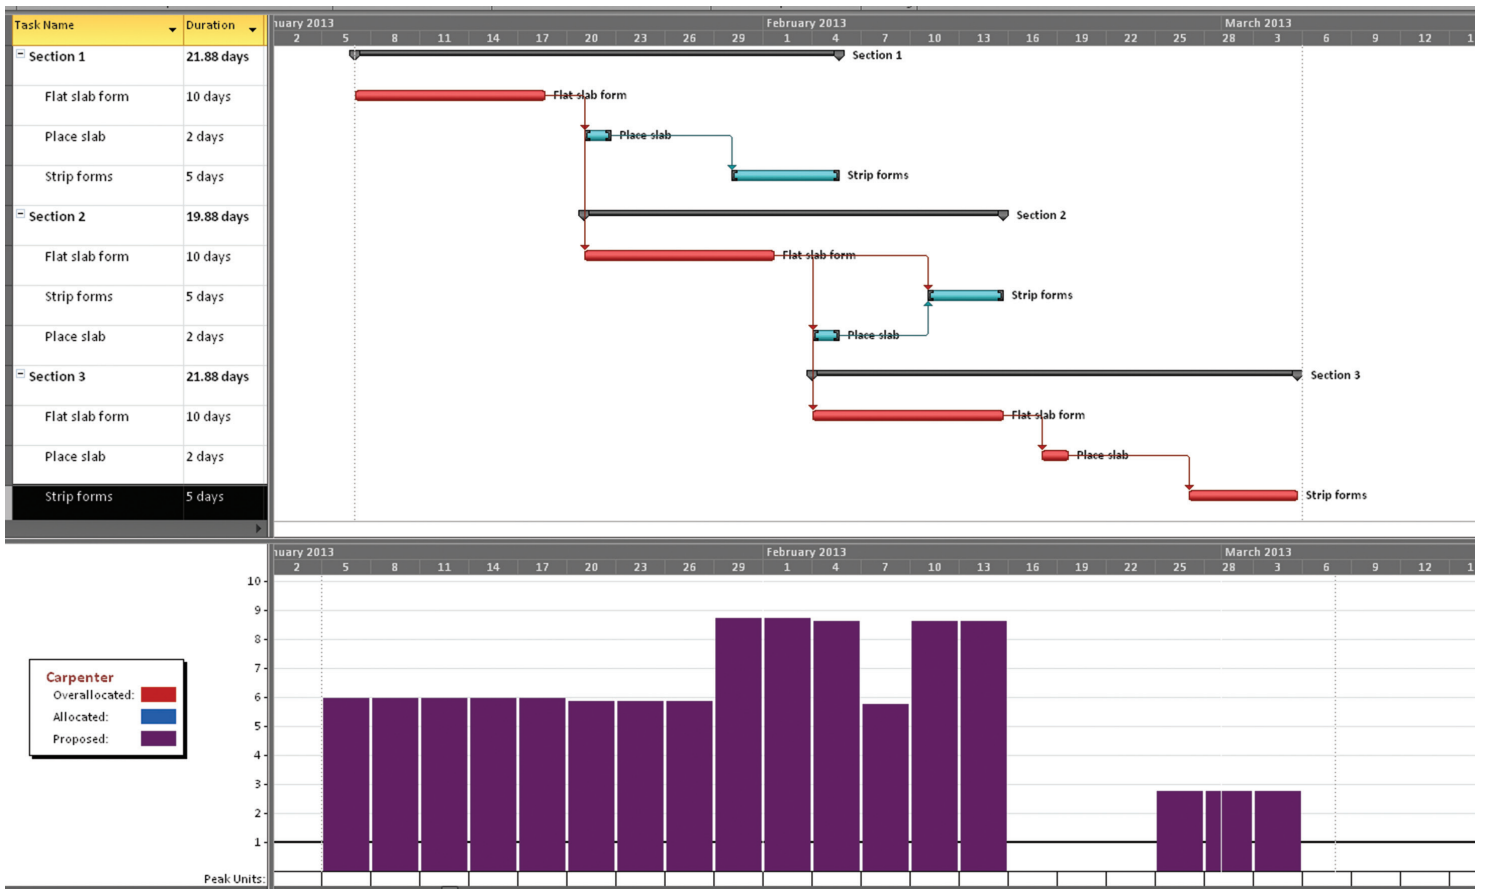 Task Name Duration
nuary 2013 February 2013 March 2013
2 5 8 11 14 17 20 23 26 29 1 4 7 10 13 16 19 22 25 28 3 6 9 12 1
Section 1 21.88 days Section 1
Flat slab form 10 days Flat slab form
Place slab 2 days Place slab
Strip forms 5 days Strip forms
Section 2 19.88 days Section 2
Flat slab form 10 days Flat slab form
Strip forms 5 days Strip forms
Place slab 2 days Place slab
Section 3 21.88 days Section 3
Flat slab form 10 days Flat slab form
Place slab 2 days Place slab
Strip forms 5 days Strip forms
nuary 2013 February 2013 March 2013
2 5 8 11 14 17 20 23 26 29 1 4 7 10 13 16 19 22 25 28 3 6 9 12 1
10
9
8
7
6
5
4
3
2
1
Carpenter
Overallocated:
Allocated:
Proposed:
Peak Units: